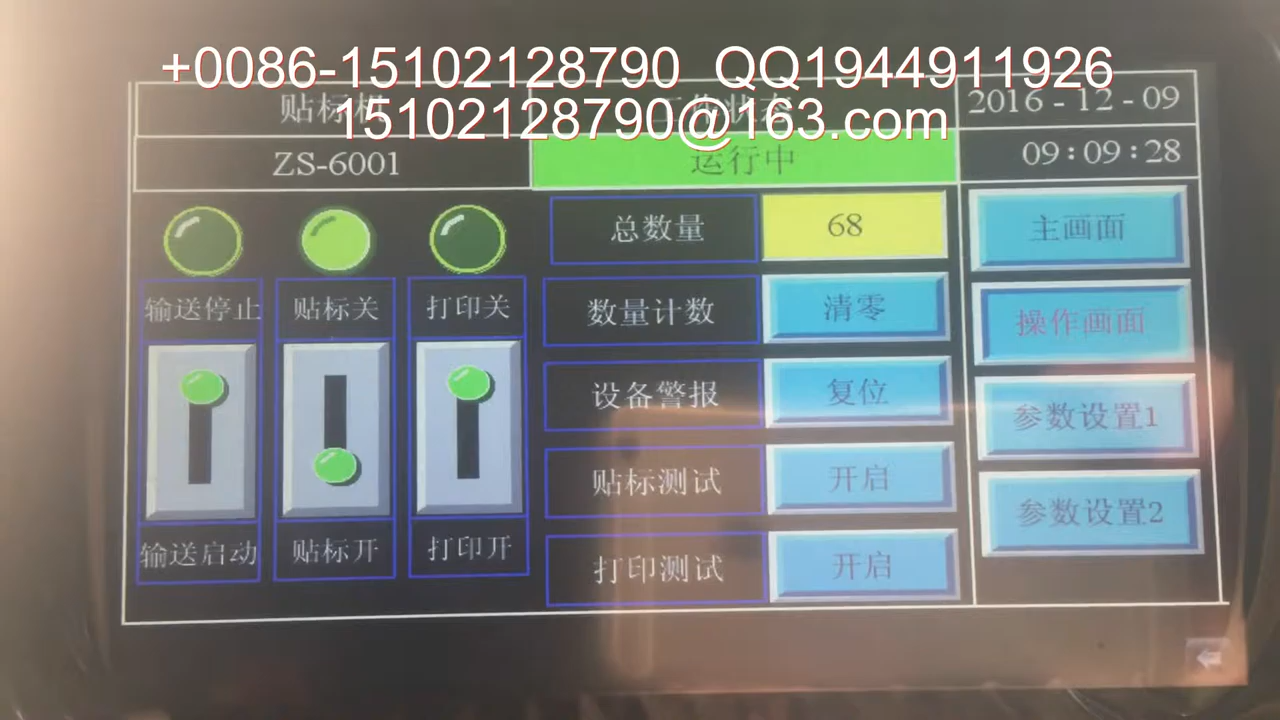 +0086-15102128790 QQ1944911926
15102128790@163.com
贴标机 工作状态 2016-12-09
ZS-6001 运行中 09:09:28
总数量 68 主画面
输送停止 贴标关 打印关 数量计数 清零 操作画面
设备警报 复位 参数设置1
贴标测试 开启 参数设置2
输送启动 贴标开 打印开 打印测试 开启